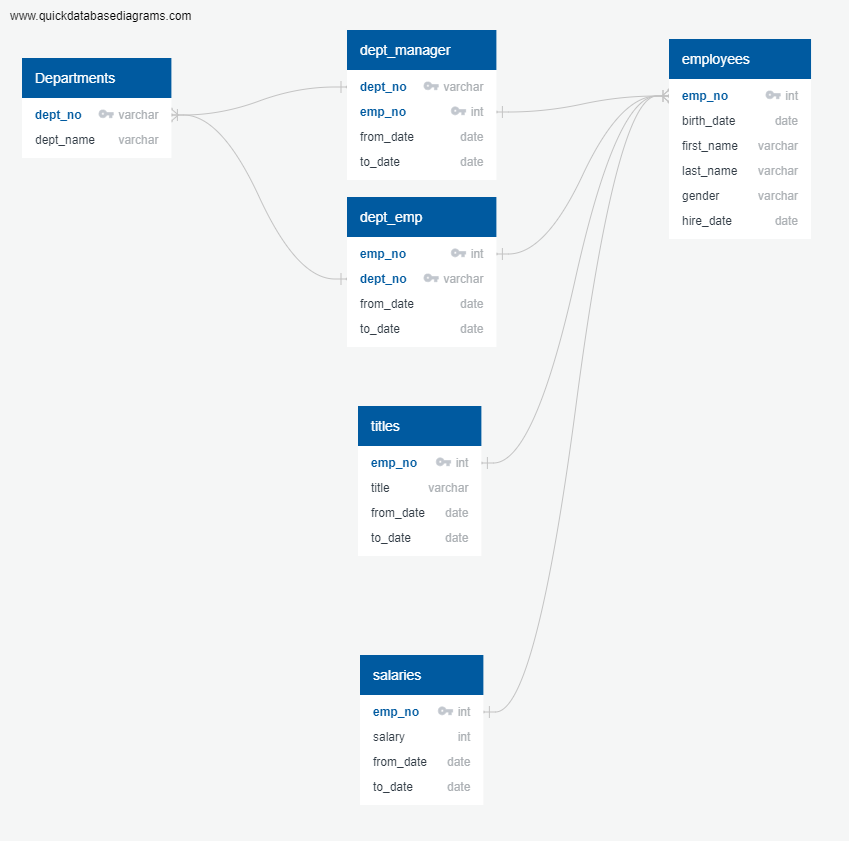 www.quickdatabasediagrams.com
Departments
dept_no varchar
dept_name varchar
dept_manager
dept_no varchar
emp_no int
from_date date
to_date date
dept_emp
emp_no int
dept_no varchar
from_date date
to_date date
titles
emp_no int
title varchar
from_date date
to_date date
salaries
emp_no int
salary int
from_date date
to_date date
employees
emp_no int
birth_date date
first_name varchar
last_name varchar
gender varchar
hire_date date